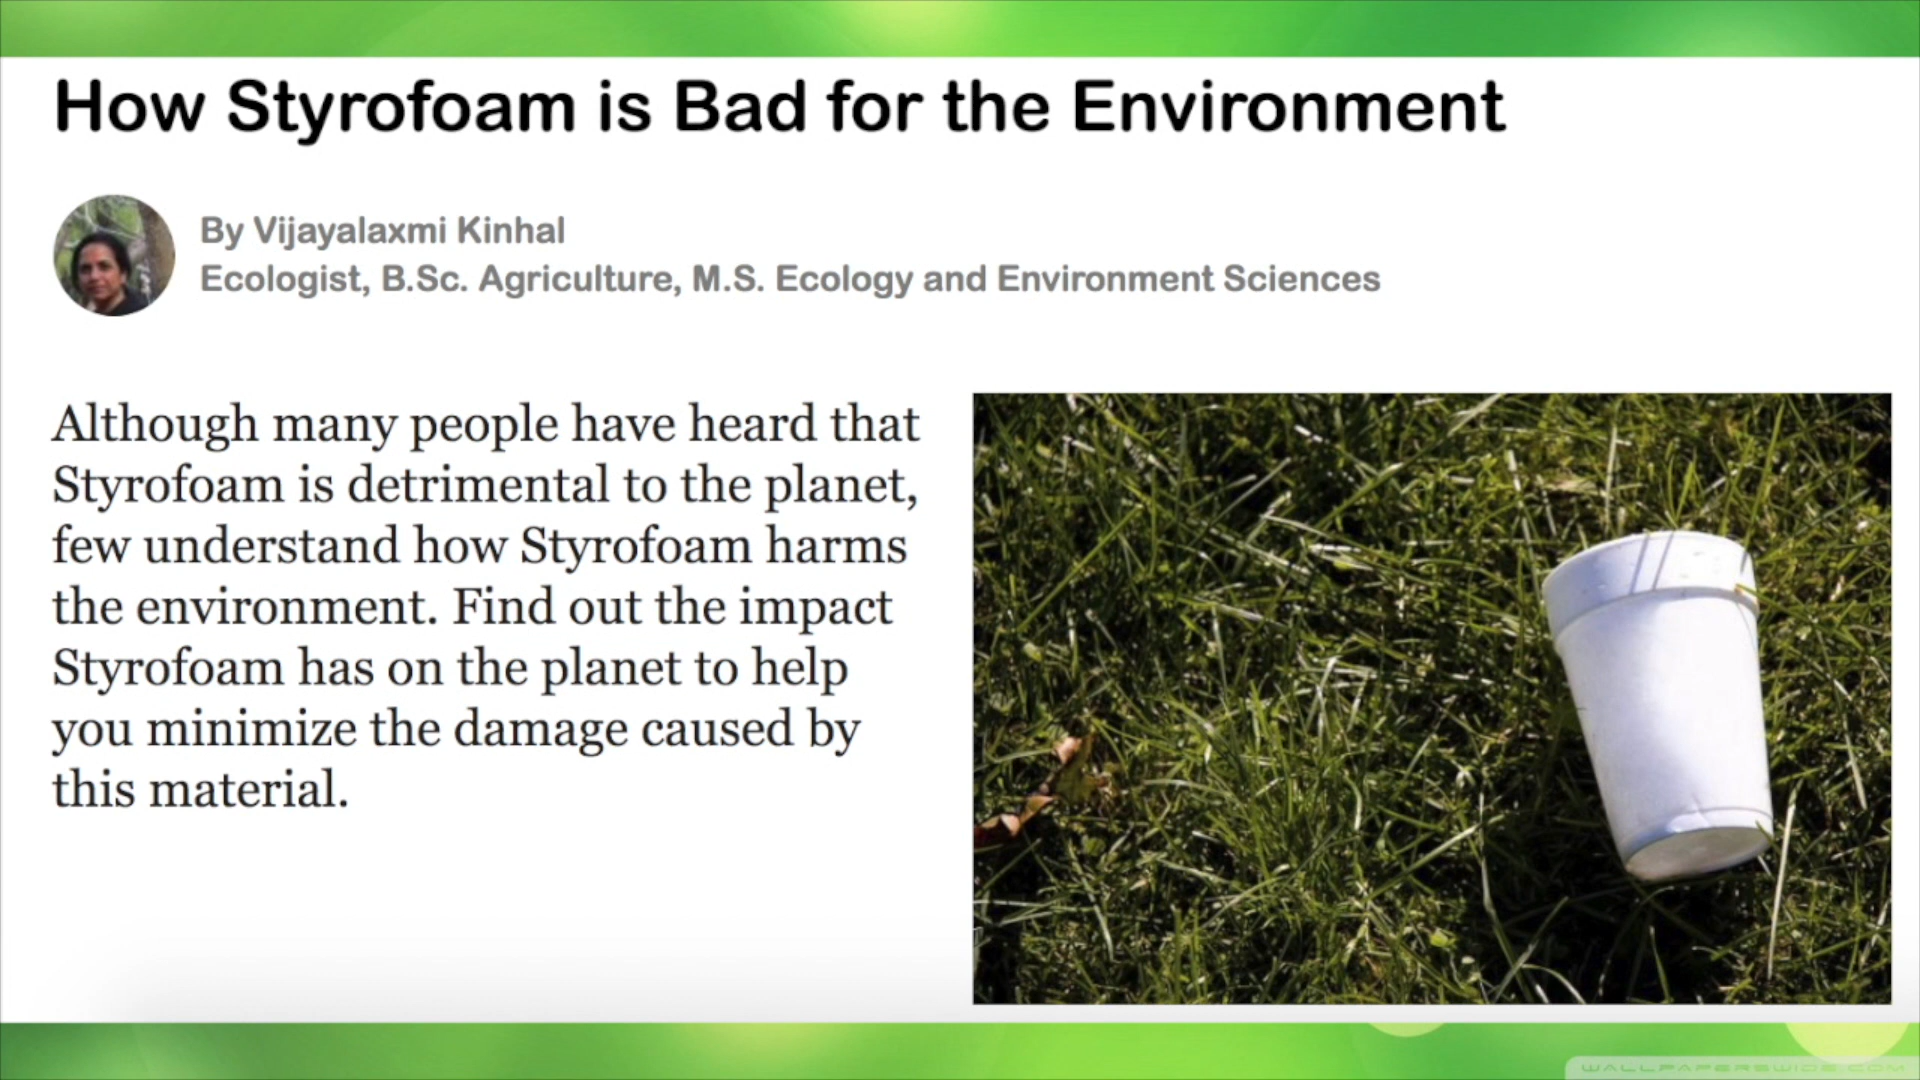 How Styrofoam is Bad for the Environment
By Vijayalaxmi Kinhal
Ecologist, B.Sc. Agriculture, M.S. Ecology and Environment Sciences
Although many people have heard that
Styrofoam is detrimental to the planet,
few understand how Styrofoam harms
the environment. Find out the impact
Styrofoam has on the planet to help
you minimize the damage caused by
this material.
WALLPAPERSWIDE.COM